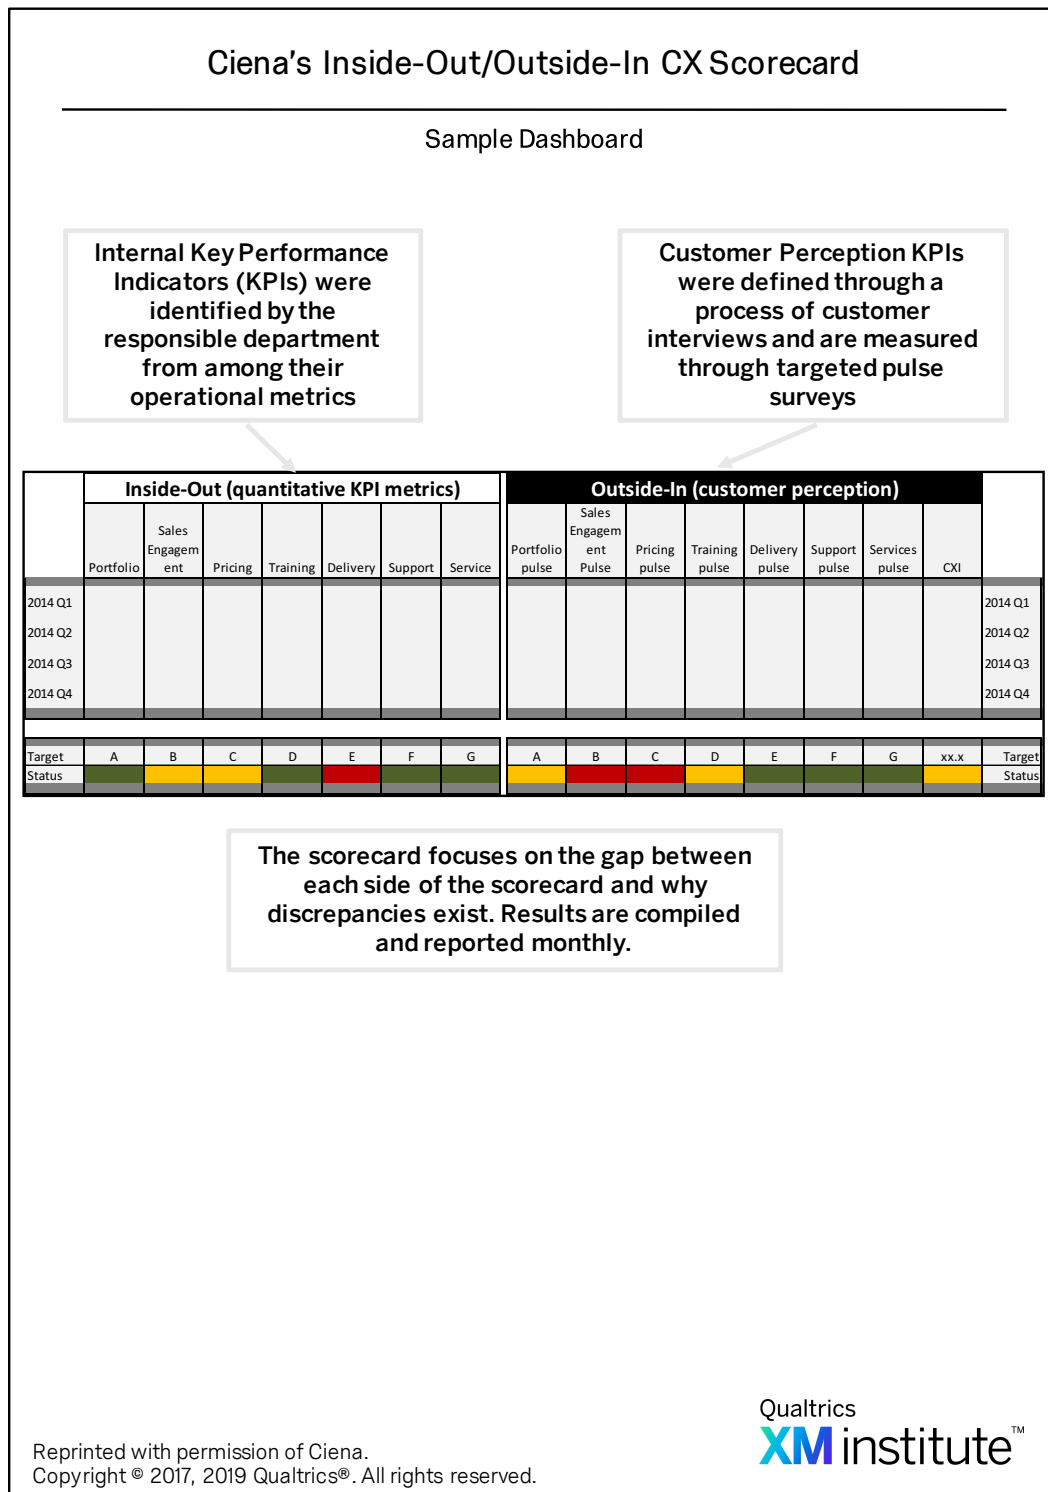 Ciena's Inside-Out/Outside-In CX Scorecard
Sample Dashboard
Internal Key Performance
Indicators (KPIs) were
identified by the
responsible department
from among their
operational metrics
Customer Perception KPIs
were defined through a
process of customer
interviews and are measured
through targeted pulse
surveys
Inside-Out (quantitative KPI metrics) Outside-In (customer perception)
Portfolio
Sales
Engagem
ent
Pricing
Training
Delivery
Support
Service
Portfolio
pulse
Sales
Engagem
ent
Pulse
Pricing
pulse
Training
pulse
Delivery
pulse
Support
pulse
Services
pulse
CXI
2014 Q1 2014 Q1
2014 Q2 2014 Q2
2014 Q3 2014 Q3
2014 Q4 2014 Q4
Target A B C D E F G A B C D E F G xx.x Target
Status Status
The scorecard focuses on the gap between
each side of the scorecard and why
discrepancies exist. Results are compiled
and reported monthly.
Reprinted with permission of Ciena.
Copyright © 2017, 2019 Qualtrics®. All rights reserved.
Qualtrics
XM institute™